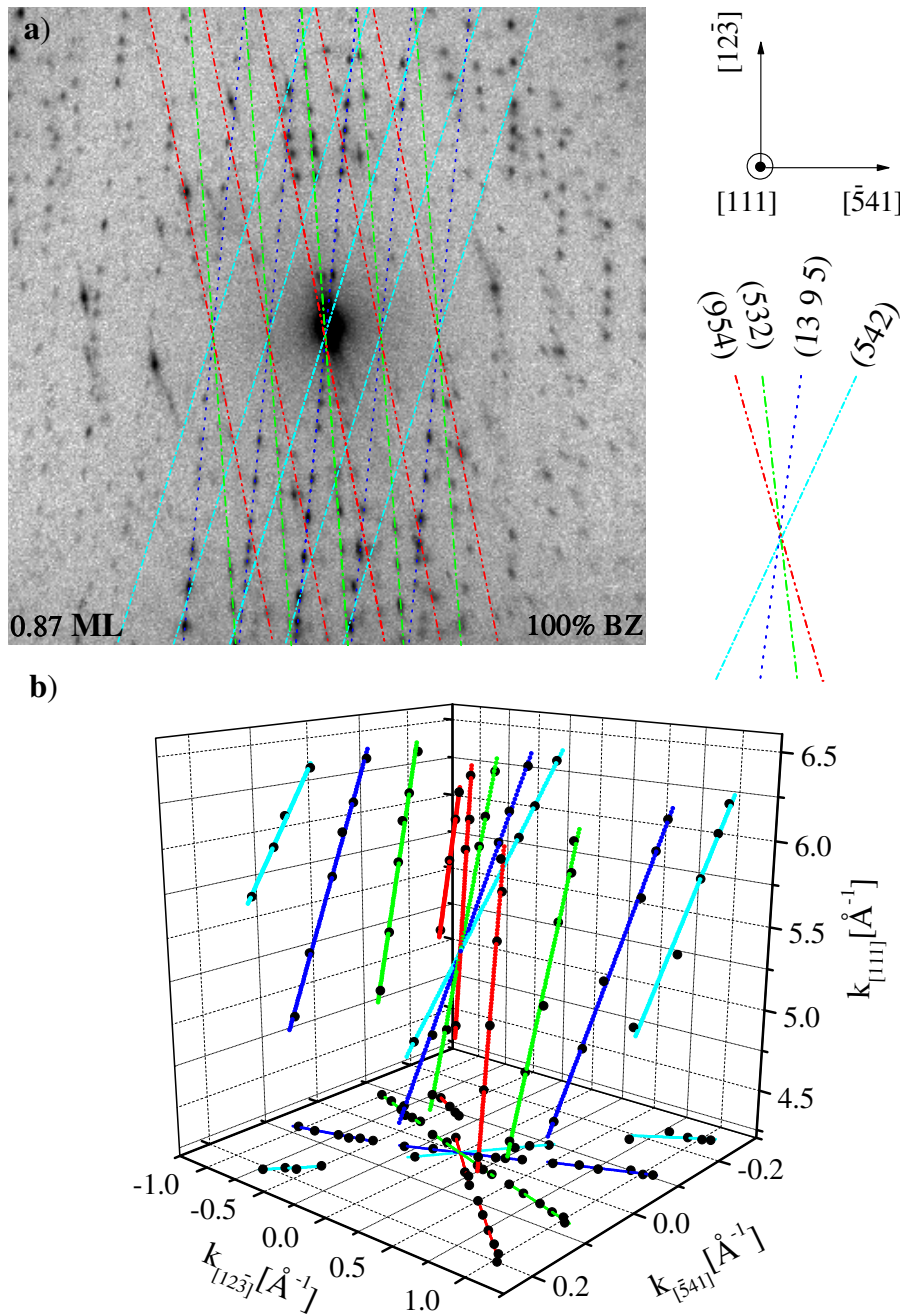 a)
[12̄3̄]
[111]
[5̄41]
(954)
(532)
(13 9 5)
(542)
0.87 ML
100% BZ
b)
6.5
6.0
5.5
5.0
4.5
k[111][Å⁻¹]
-1.0
-0.5
0.0
0.5
1.0
k[12̄3̄][Å⁻¹]
-0.2
0.0
0.2
k[5̄41][Å⁻¹]